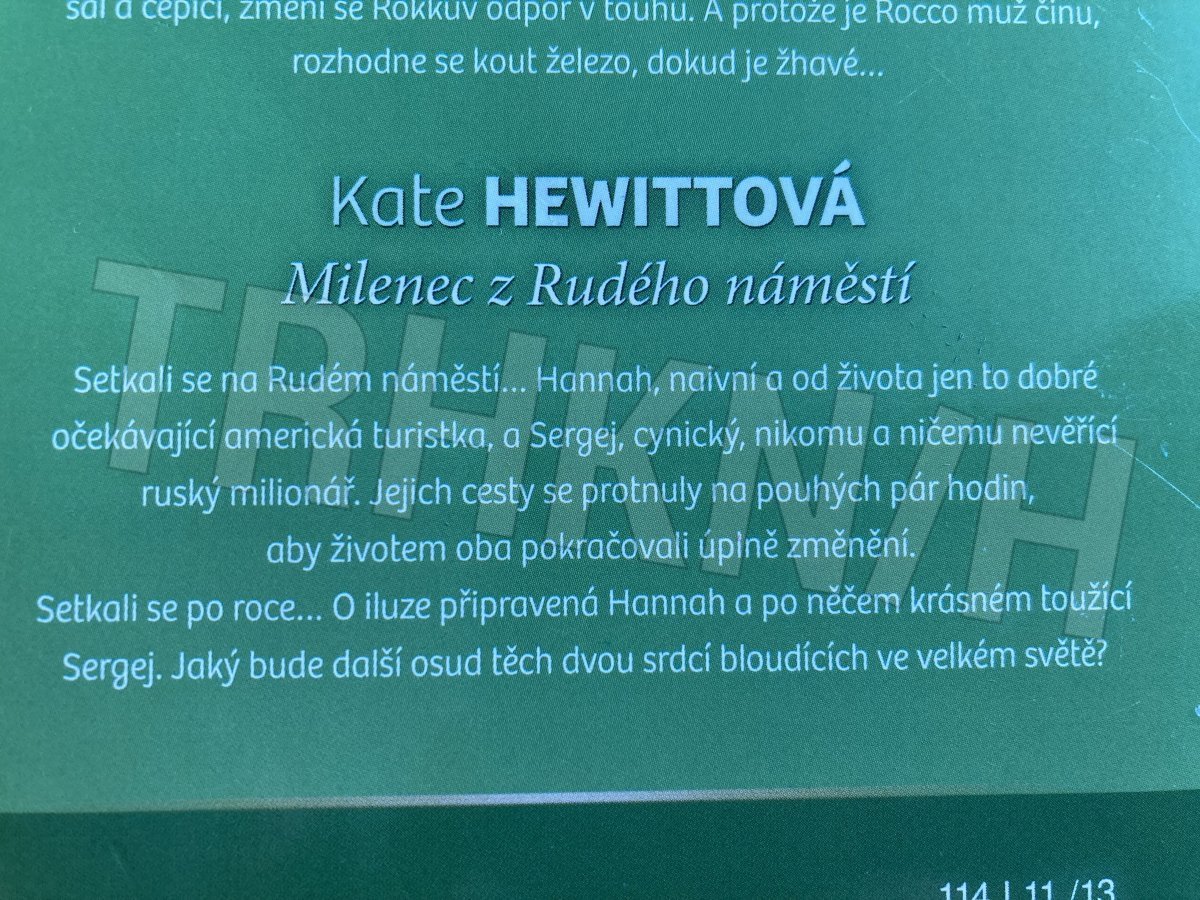 šál a čepici, změní se Rokkův odpor v touhu. A protože je Rocco muž činu,
rozhodne se kout železo, dokud je žhavé...
Kate HEWITTOVÁ
Milenec z Rudého náměstí
Setkali se na Rudém náměstí... Hannah, naivní a od života jen to dobré
očekávající americká turistka, a Sergej, cynický, nikomu a ničemu nevěřící
ruský milionář. Jejich cesty se protnuly na pouhých pár hodin,
aby životem oba pokračovali úplně změnění.
Setkali se po roce... O iluze připravená Hannah a po něčem krásném toužící
Sergej. Jaký bude další osud těch dvou srdcí bloudících ve velkém světě?
TRHKNIH
114 | 11 /13